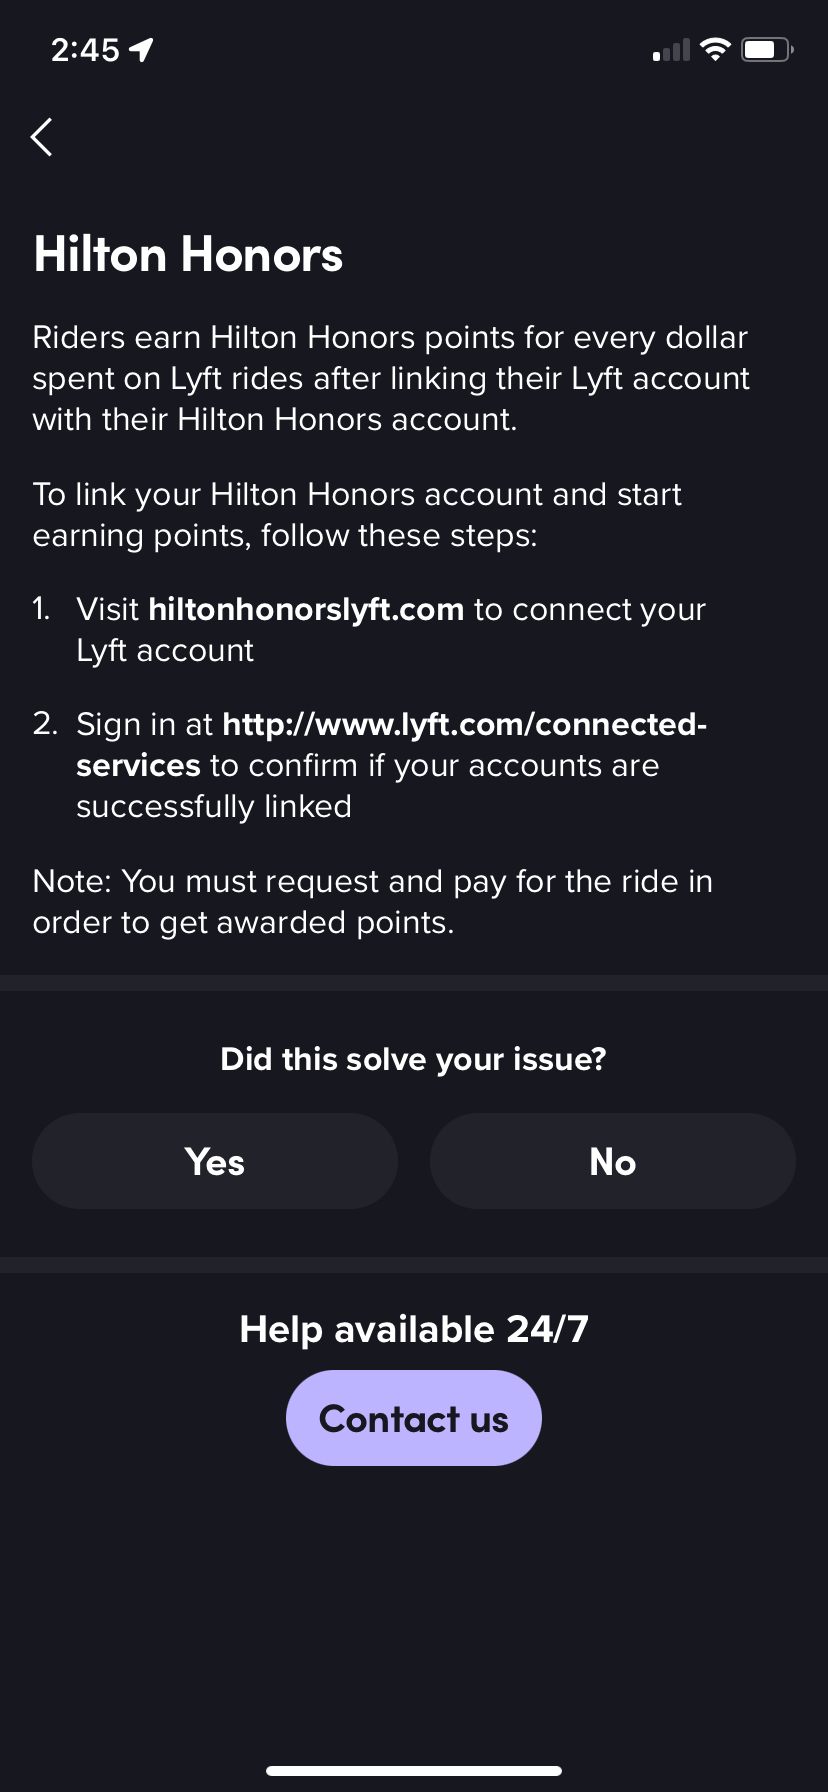 2:45
Hilton Honors
Riders earn Hilton Honors points for every dollar
spent on Lyft rides after linking their Lyft account
with their Hilton Honors account.
To link your Hilton Honors account and start
earning points, follow these steps:
1. Visit hiltonhonorslyft.com to connect your
Lyft account
2. Sign in at http://www.lyft.com/connected-
services to confirm if your accounts are
successfully linked
Note: You must request and pay for the ride in
order to get awarded points.
Did this solve your issue?
Yes No
Help available 24/7
Contact us